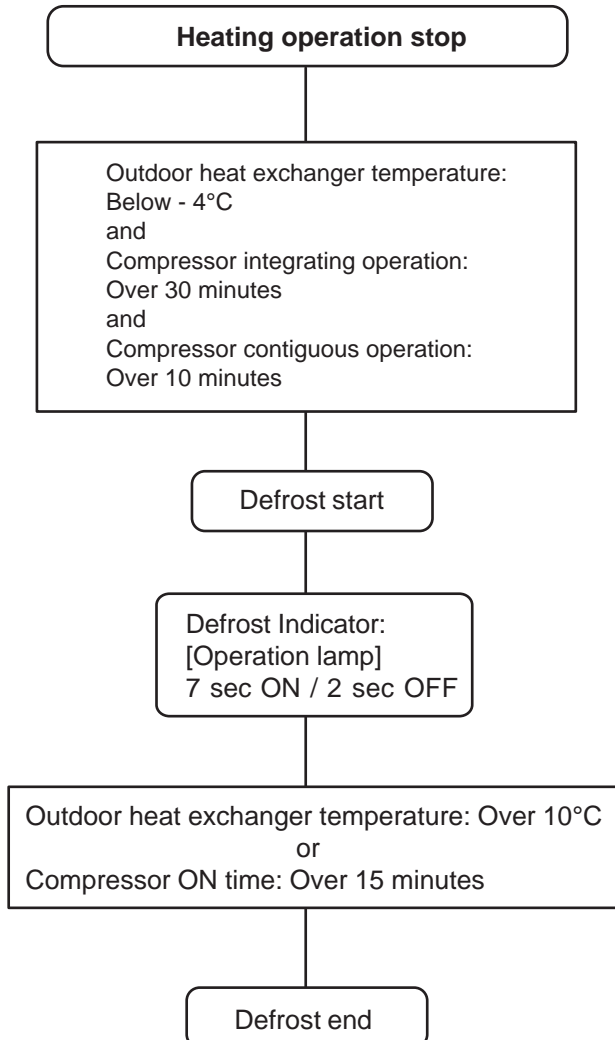 Heating operation stop
Outdoor heat exchanger temperature:
Below - 4°C
and
Compressor integrating operation:
Over 30 minutes
and
Compressor contiguous operation:
Over 10 minutes
Defrost start
Defrost Indicator:
[Operation lamp]
7 sec ON / 2 sec OFF
Outdoor heat exchanger temperature: Over 10°C
or
Compressor ON time: Over 15 minutes
Defrost end